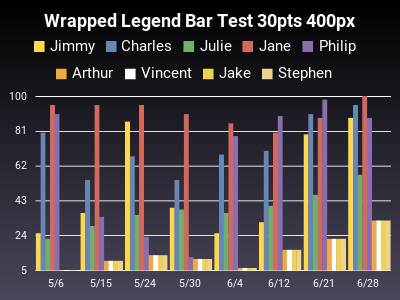 Wrapped Legend Bar Test 30pts 400px
Jimmy Charles Julie Jane Philip
Arthur Vincent Jake Stephen
100
81
62
43
24
5
5/6 5/15 5/24 5/30 6/4 6/12 6/21 6/28